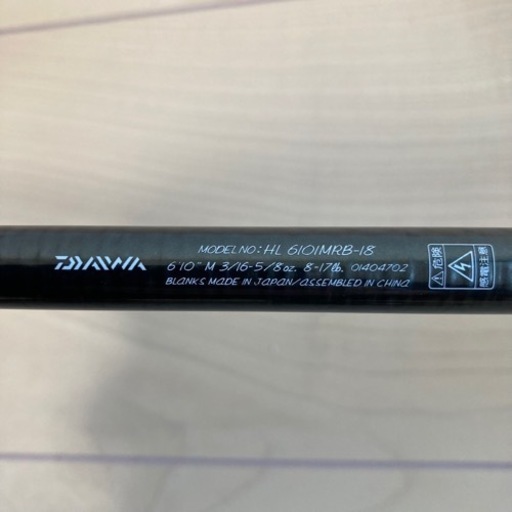 DAIWA
MODEL NO: HL 6101MRB-18
6'10" M 3/16-5/8oz. 8-17lb. 01404702
BLANKS MADE IN JAPAN/ASSEMBLED IN CHINA
危険
感電注意